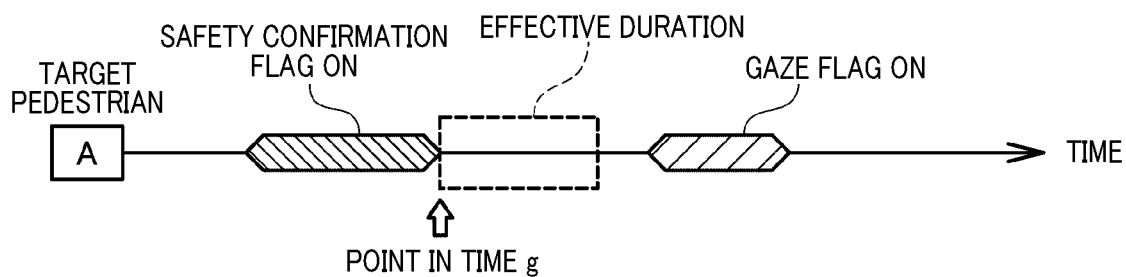 SAFETY CONFIRMATION
FLAG ON
EFFECTIVE DURATION
GAZE FLAG ON
TARGET
PEDESTRIAN
A
TIME
POINT IN TIME g